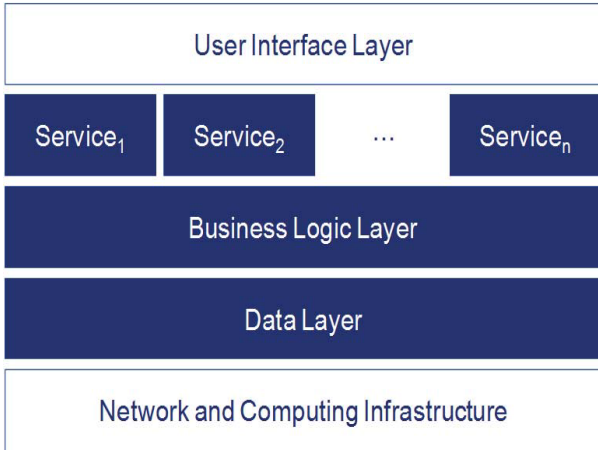 User Interface Layer
Service₁ Service₂ ... Serviceₙ
Business Logic Layer
Data Layer
Network and Computing Infrastructure